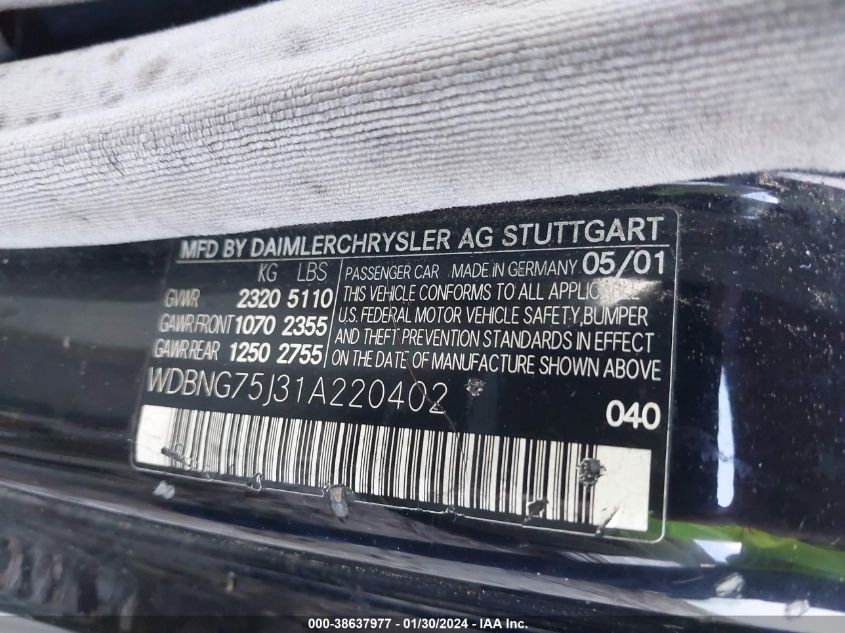 MFD BY DAIMLERCHRYSLER AG STUTTGART
KG LBS
GVWR 2320 5110
GAWR FRONT 1070 2355
GAWR REAR 1250 2755
PASSENGER CAR MADE IN GERMANY 05/01
THIS VEHICLE CONFORMS TO ALL APPLICABLE
U.S. FEDERAL MOTOR VEHICLE SAFETY, BUMPER
AND THEFT PREVENTION STANDARDS IN EFFECT
ON THE DATE OF MANUFACTURE SHOWN ABOVE
WDBNG75J31A220402
040
000-38637977 - 01/30/2024 - IAA Inc.